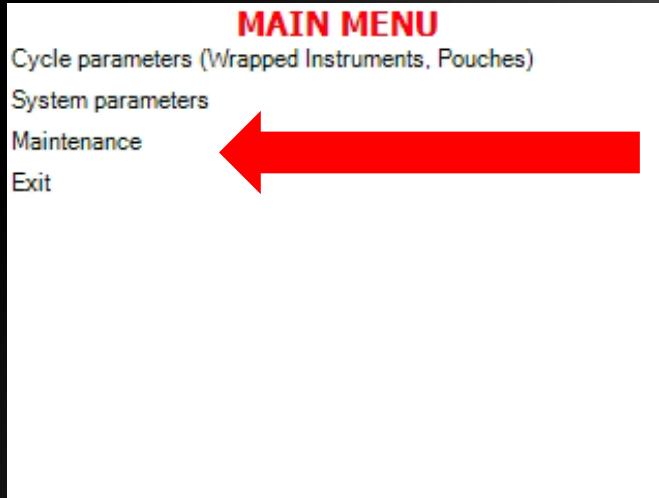 MAIN MENU
Cycle parameters (Wrapped Instruments, Pouches)
System parameters
Maintenance
Exit